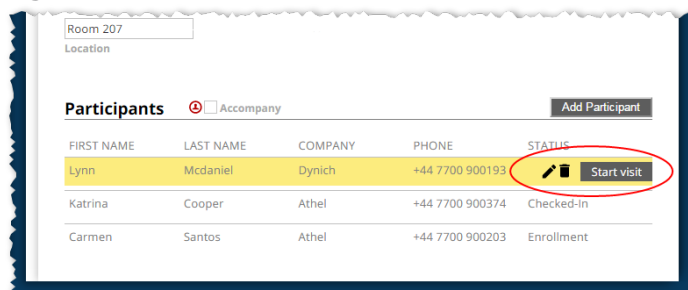 Room 207
Location
Participants Accompany Add Participant
FIRST NAME LAST NAME COMPANY PHONE STATUS
Lynn Mcdaniel Dynich +44 7700 900193 Start visit
Katrina Cooper Athel +44 7700 900374 Checked-In
Carmen Santos Athel +44 7700 900203 Enrollment